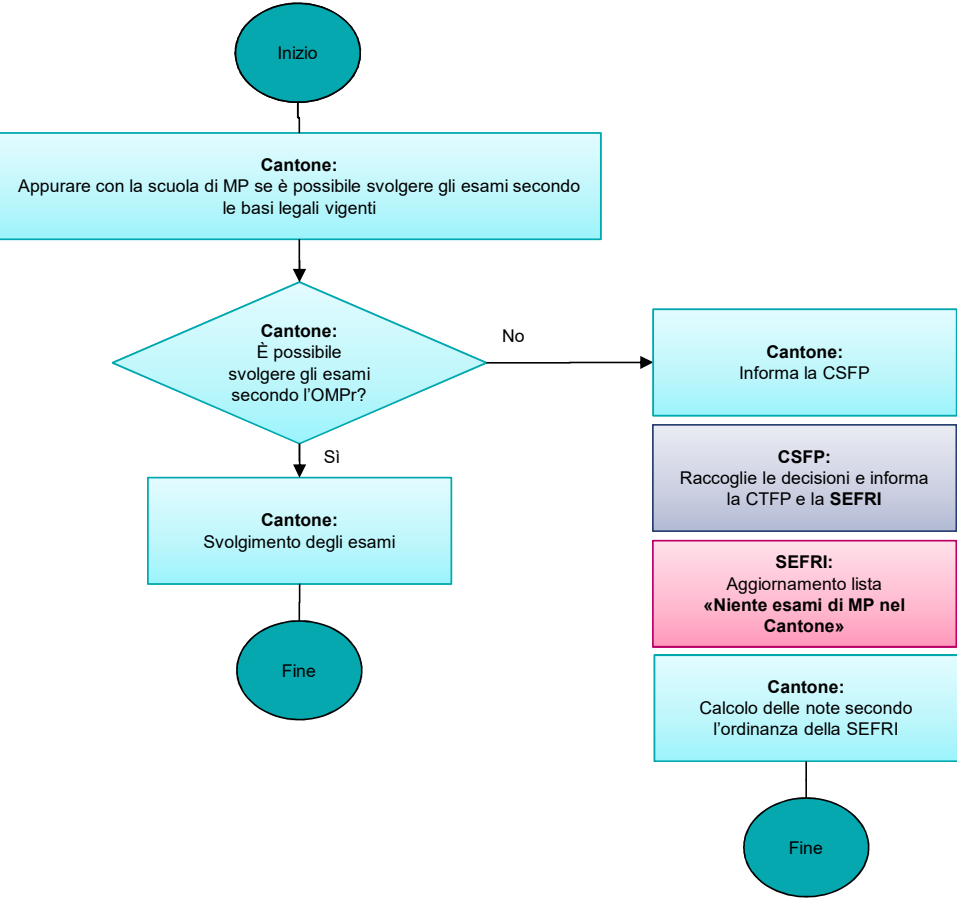 Inizio
Cantone:
Appurare con la scuola di MP se è possibile svolgere gli esami secondo
le basi legali vigenti
Cantone:
È possibile
svolgere gli esami
secondo l'OMPr?
No
Sì
Cantone:
Svolgimento degli esami
Fine
Cantone:
Informa la CSFP
CSFP:
Raccoglie le decisioni e informa
la CTFP e la SEFRI
SEFRI:
Aggiornamento lista
«Niente esami di MP nel
Cantone»
Cantone:
Calcolo delle note secondo
l'ordinanza della SEFRI
Fine